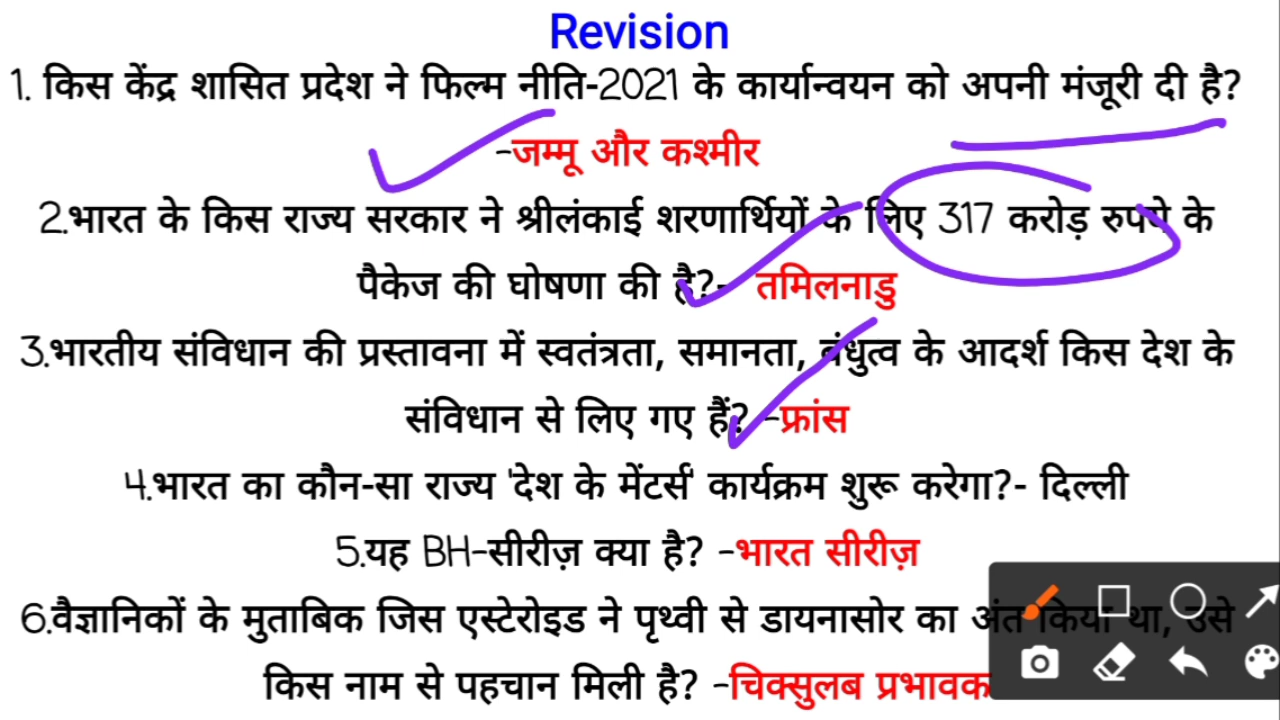 Revision
1. किस केंद्र शासित प्रदेश ने फिल्म नीति-2021 के कार्यान्वयन को अपनी मंजूरी दी है?
-जम्मू और कश्मीर
2.भारत के किस राज्य सरकार ने श्रीलंकाई शरणार्थियों के लिए 317 करोड़ रुपये के
पैकेज की घोषणा की है?- तमिलनाडु
3.भारतीय संविधान की प्रस्तावना में स्वतंत्रता, समानता, बंधुत्व के आदर्श किस देश के
संविधान से लिए गए हैं? -फ्रांस
4.भारत का कौन-सा राज्य 'देश के मेंटर्स' कार्यक्रम शुरू करेगा?- दिल्ली
5.यह BH-सीरीज़ क्या है? -भारत सीरीज़
6.वैज्ञानिकों के मुताबिक जिस एस्टेरोइड ने पृथ्वी से डायनासोर का अंत किया था, उसे
किस नाम से पहचान मिली है? -चिक्सुलब प्रभावक